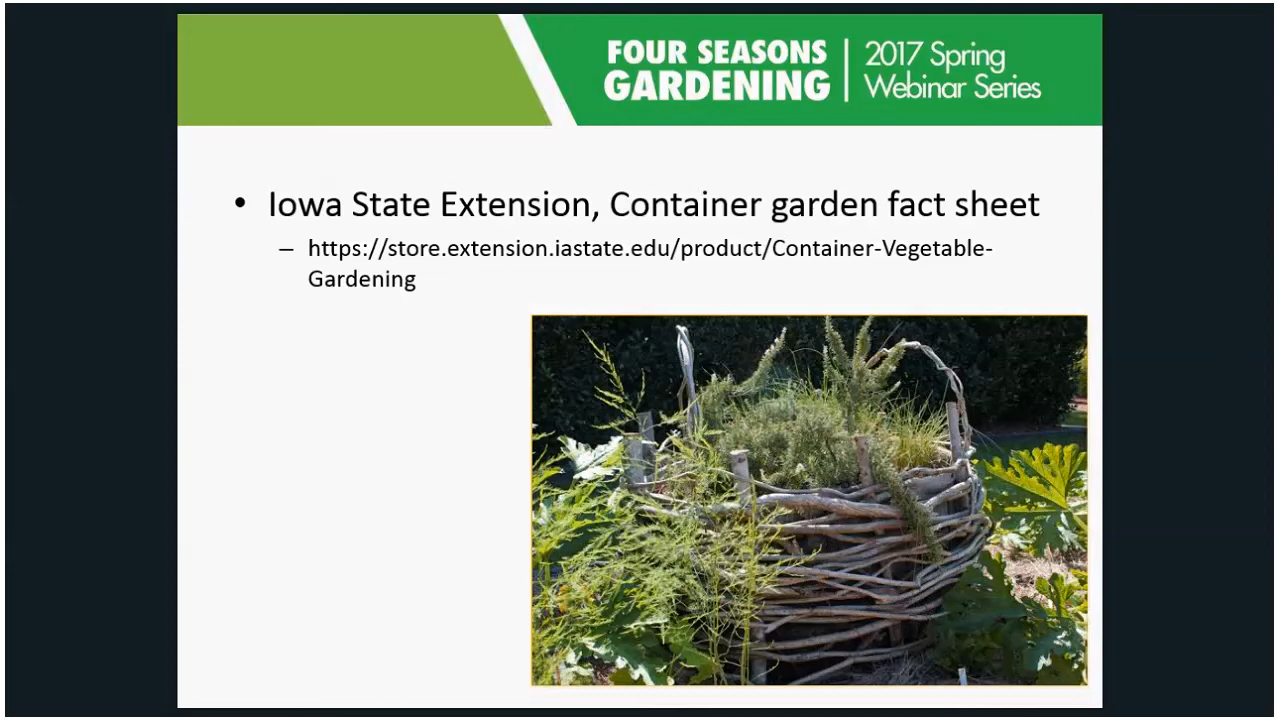 FOUR SEASONS
GARDENING
2017 Spring
Webinar Series
• Iowa State Extension, Container garden fact sheet
– https://store.extension.iastate.edu/product/Container-Vegetable-
Gardening